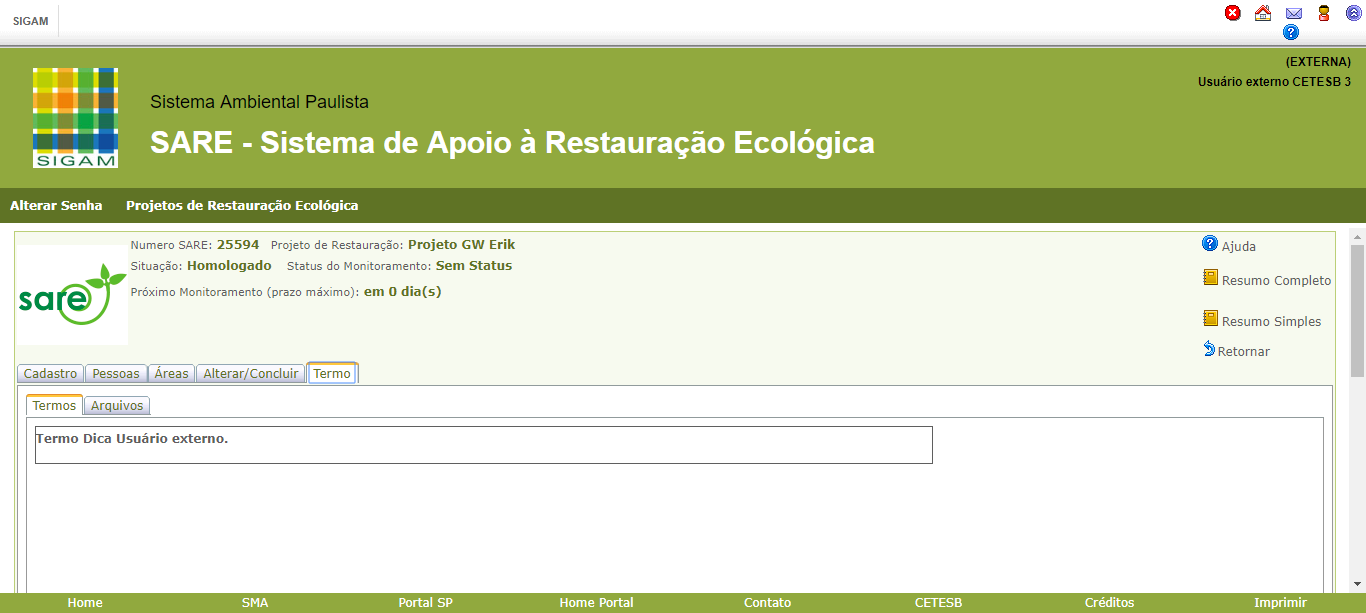 SIGAM
(EXTERNA)
Usuário externo CETESB 3
SIGAM
Sistema Ambiental Paulista
SARE - Sistema de Apoio à Restauração Ecológica
Alterar Senha Projetos de Restauração Ecológica
sare
Numero SARE: 25594 Projeto de Restauração: Projeto GW Erik
Situação: Homologado Status do Monitoramento: Sem Status
Próximo Monitoramento (prazo máximo): em 0 dia(s)
Ajuda
Resumo Completo
Resumo Simples
Retornar
Cadastro Pessoas Áreas Alterar/Concluir Termo
Termos Arquivos
Termo Dica Usuário externo.
Home SMA Portal SP Home Portal Contato CETESB Créditos Imprimir